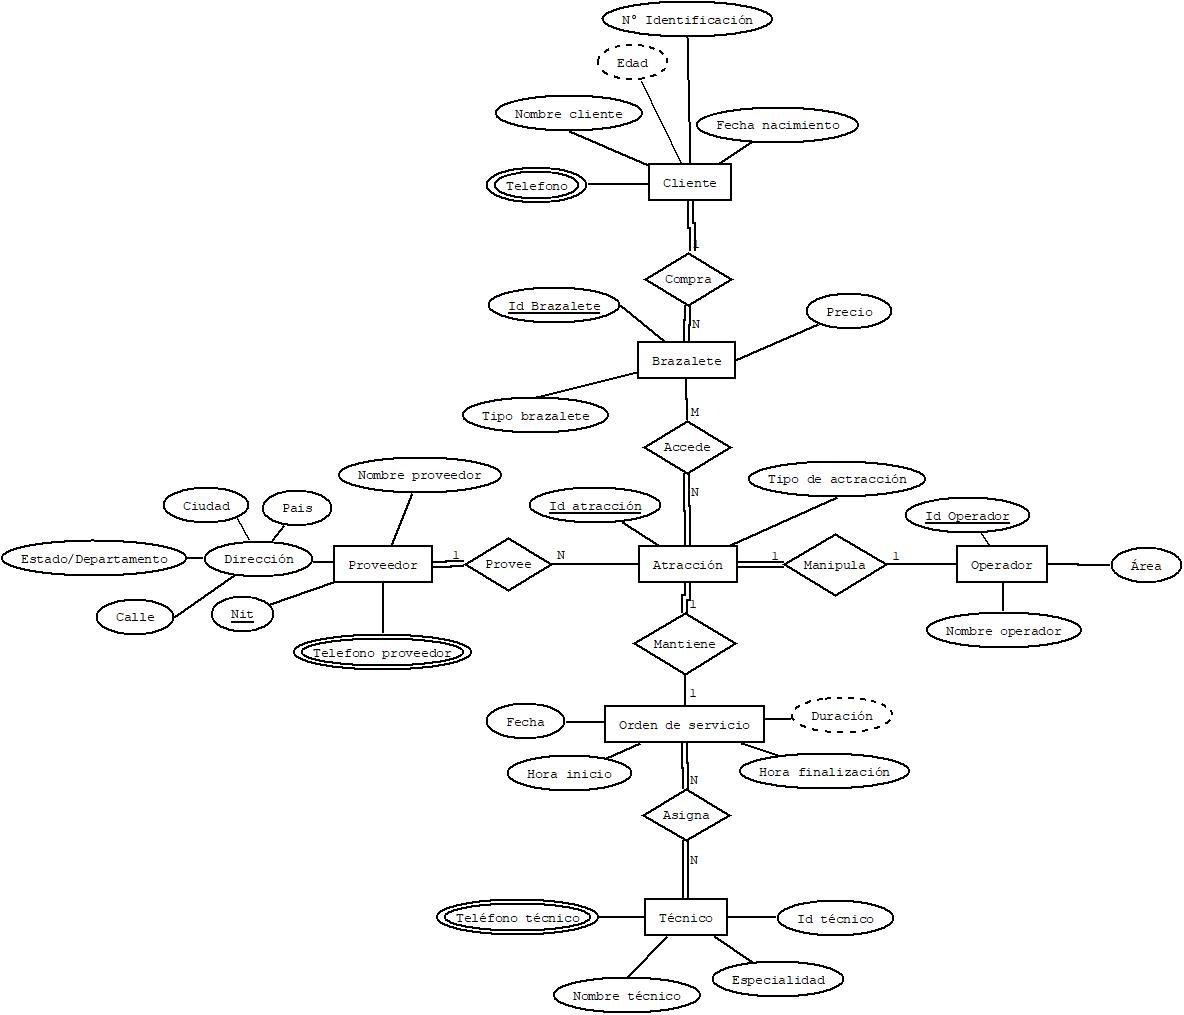 N° Identificación
Edad
Nombre cliente
Fecha nacimiento
Telefono
Cliente
1
Compra
Id Brazalete
Precio
N
Brazalete
Tipo brazalete
M
Accede
Nombre proveedor
Tipo de actracción
N
Ciudad
Pais
Id atracción
Id Operador
Estado/Departamento
Dirección
Proveedor
1
Provee
N
Atracción
1
Manipula
1
Operador
Área
Calle
Nit
1
Nombre operador
Telefono proveedor
Mantiene
1
Fecha
Orden de servicio
Duración
Hora inicio
Hora finalización
N
Asigna
N
Teléfono técnico
Técnico
Id técnico
Especialidad
Nombre técnico